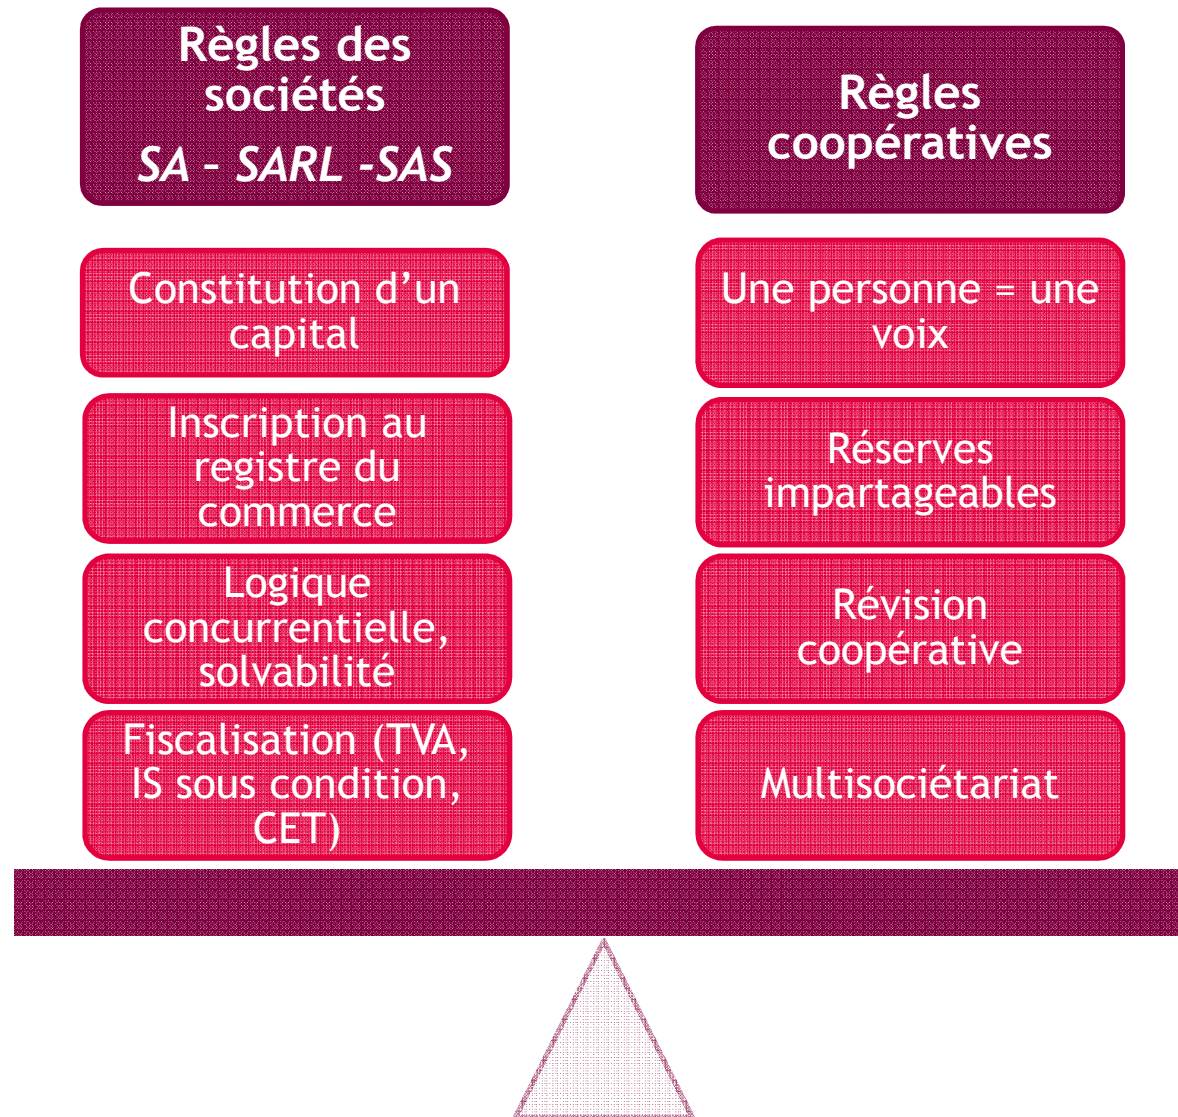 Règles des
sociétés
SA – SARL -SAS
Constitution d’un
capital
Inscription au
registre du
commerce
Logique
concurrentielle,
solvabilité
Fiscalisation (TVA,
IS sous condition,
CET)
Règles
coopératives
Une personne = une
voix
Réserves
impartageables
Révision
coopérative
Multisociétariat